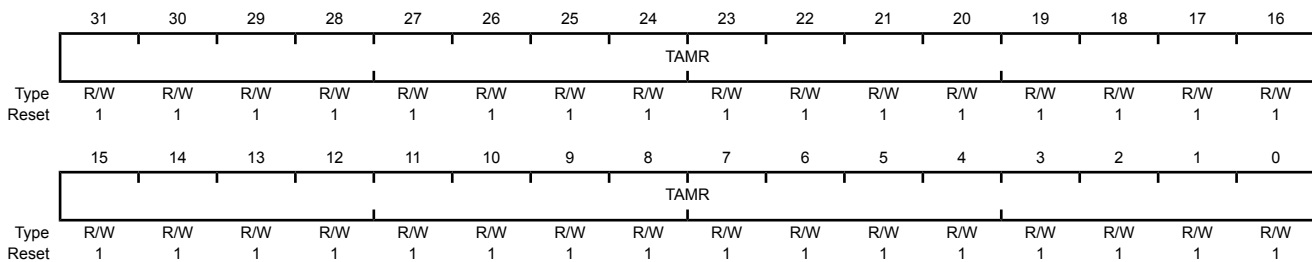 31 30 29 28 27 26 25 24 23 22 21 20 19 18 17 16
TAMR
Type R/W R/W R/W R/W R/W R/W R/W R/W R/W R/W R/W R/W R/W R/W R/W R/W
Reset 1 1 1 1 1 1 1 1 1 1 1 1 1 1 1 1
15 14 13 12 11 10 9 8 7 6 5 4 3 2 1 0
TAMR
Type R/W R/W R/W R/W R/W R/W R/W R/W R/W R/W R/W R/W R/W R/W R/W R/W
Reset 1 1 1 1 1 1 1 1 1 1 1 1 1 1 1 1